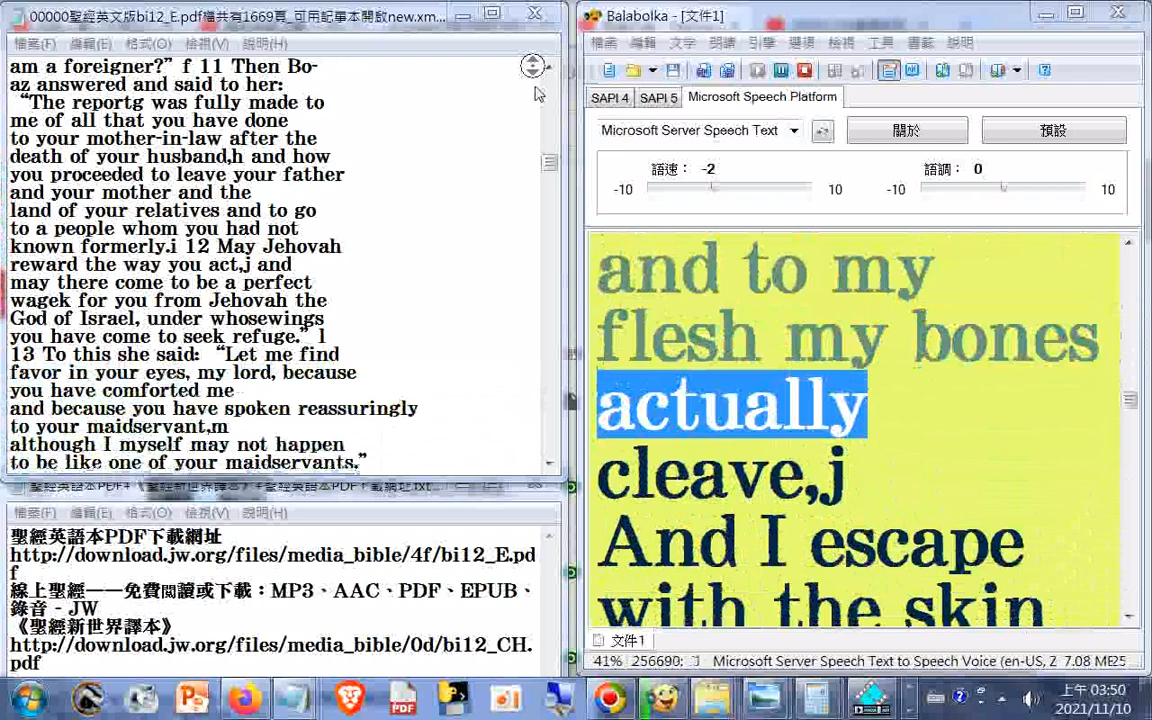 00000聖經英文版bi12_E.pdf檔共有1669頁_可用記事本開啟new.xm...
檔案(F) 編輯(E) 格式(O) 檢視(V) 說明(H)
am a foreigner?” f 11 Then Bo-
az answered and said to her:
“The reportg was fully made to
me of all that you have done
to your mother-in-law after the
death of your husband,h and how
you proceeded to leave your father
and your mother and the
land of your relatives and to go
to a people whom you had not
known formerly.i 12 May Jehovah
reward the way you act,j and
may there come to be a perfect
wagek for you from Jehovah the
God of Israel, under whosewings
you have come to seek refuge.” l
13 To this she said: “Let me find
favor in your eyes, my lord, because
you have comforted me
and because you have spoken reassuringly
to your maidservant,m
although I myself may not happen
to be like one of your maidservants.”
檔案(F) 編輯(E) 格式(O) 檢視(V) 說明(H)
聖經英語本PDF下載網址
http://download.jw.org/files/media_bible/4f/bi12_E.pd
f
線上聖經——免費閱讀或下載：MP3、AAC、PDF、EPUB、
錄音 - JW
《聖經新世界譯本》
http://download.jw.org/files/media_bible/0d/bi12_CH.
pdf
Balabolka - [文件1]
檔案 編輯 文字 朗讀 引擎 選項 檢視 工具 書籤 說明
SAPI 4 SAPI 5 Microsoft Speech Platform
Microsoft Server Speech Text 關於 預設
語速： -2 語調： 0
-10 10 -10 10
and to my
flesh my bones
actually
cleave,j
And I escape
with the skin
文件1
41% 256690: Microsoft Server Speech Text to Speech Voice (en-US, Z 7.08 ME25
上午 03:50
2021/11/10